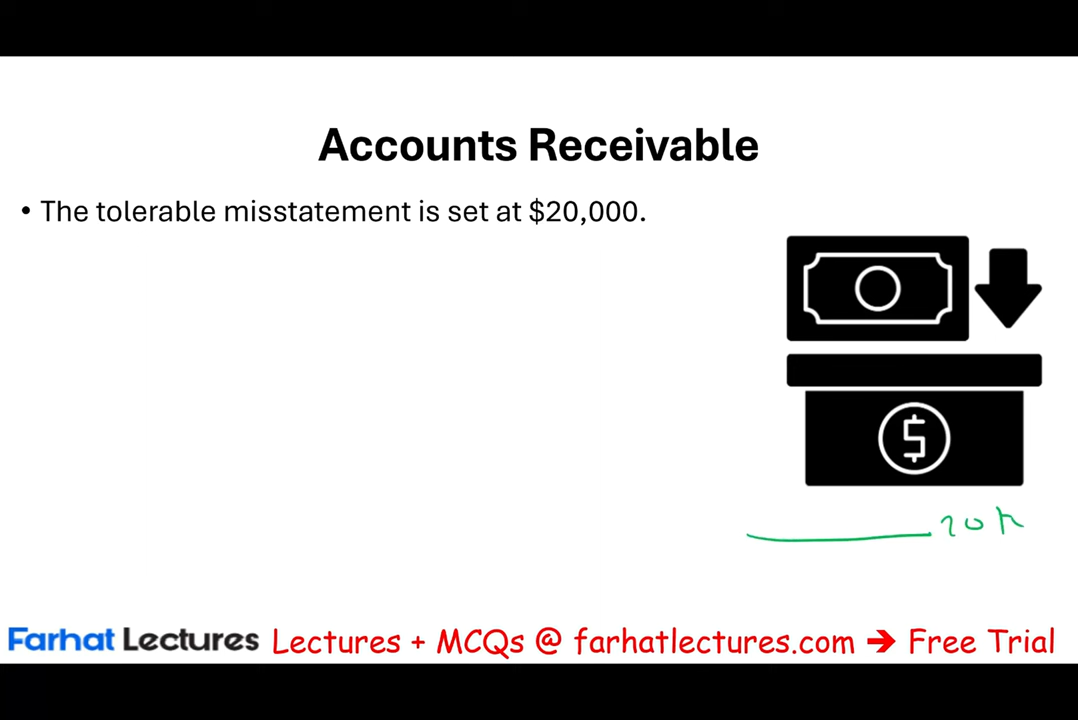 Accounts Receivable
• The tolerable misstatement is set at $20,000.
$
20K
Farhat Lectures Lectures + MCQs @ farhatlectures.com ➔ Free Trial